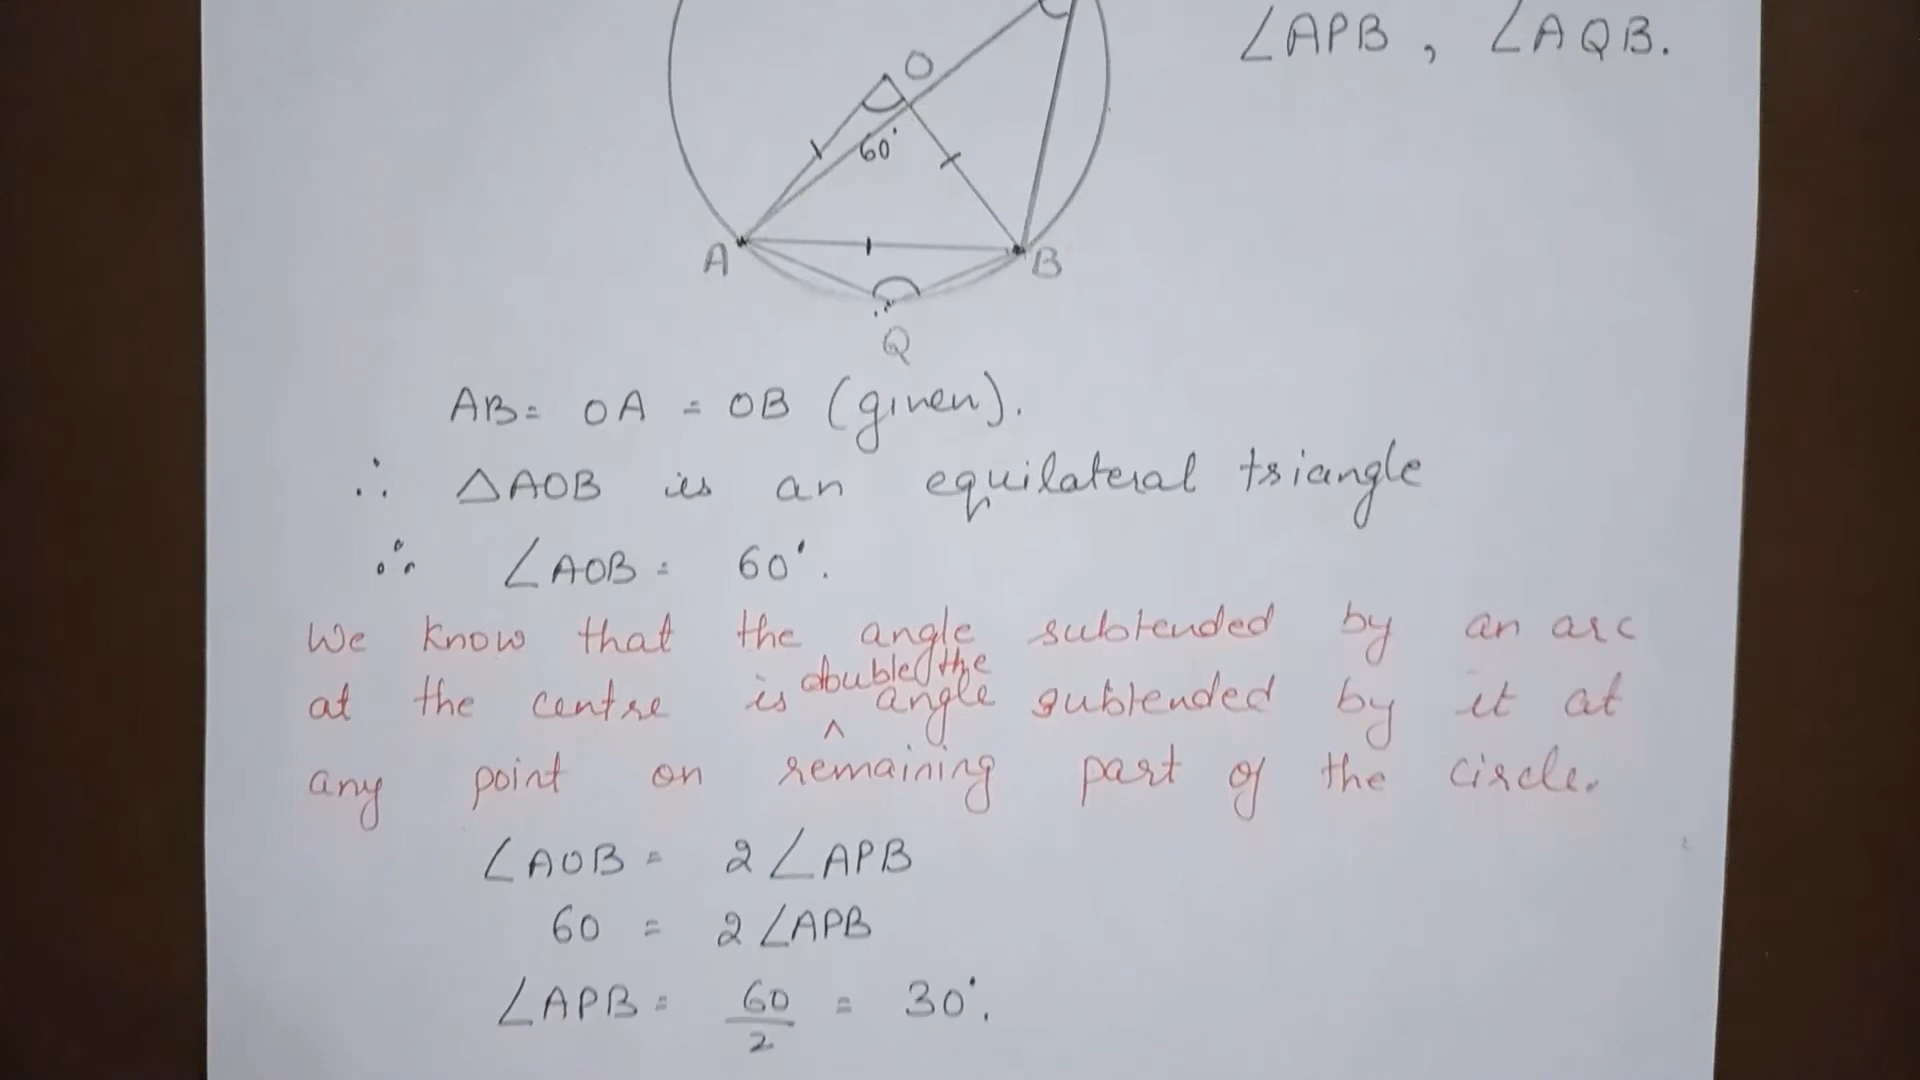 ∠APB , ∠AQB.
O
60°
A
B
Q
AB = OA = OB (given).
∴ △AOB is an equilateral triangle
∴ ∠AOB = 60°.
We know that the angle subtended by an arc
at the centre is double the angle subtended by it at
any point on remaining part of the circle.
∠AOB = 2 ∠APB
60 = 2 ∠APB
∠APB = 60/2 = 30°.